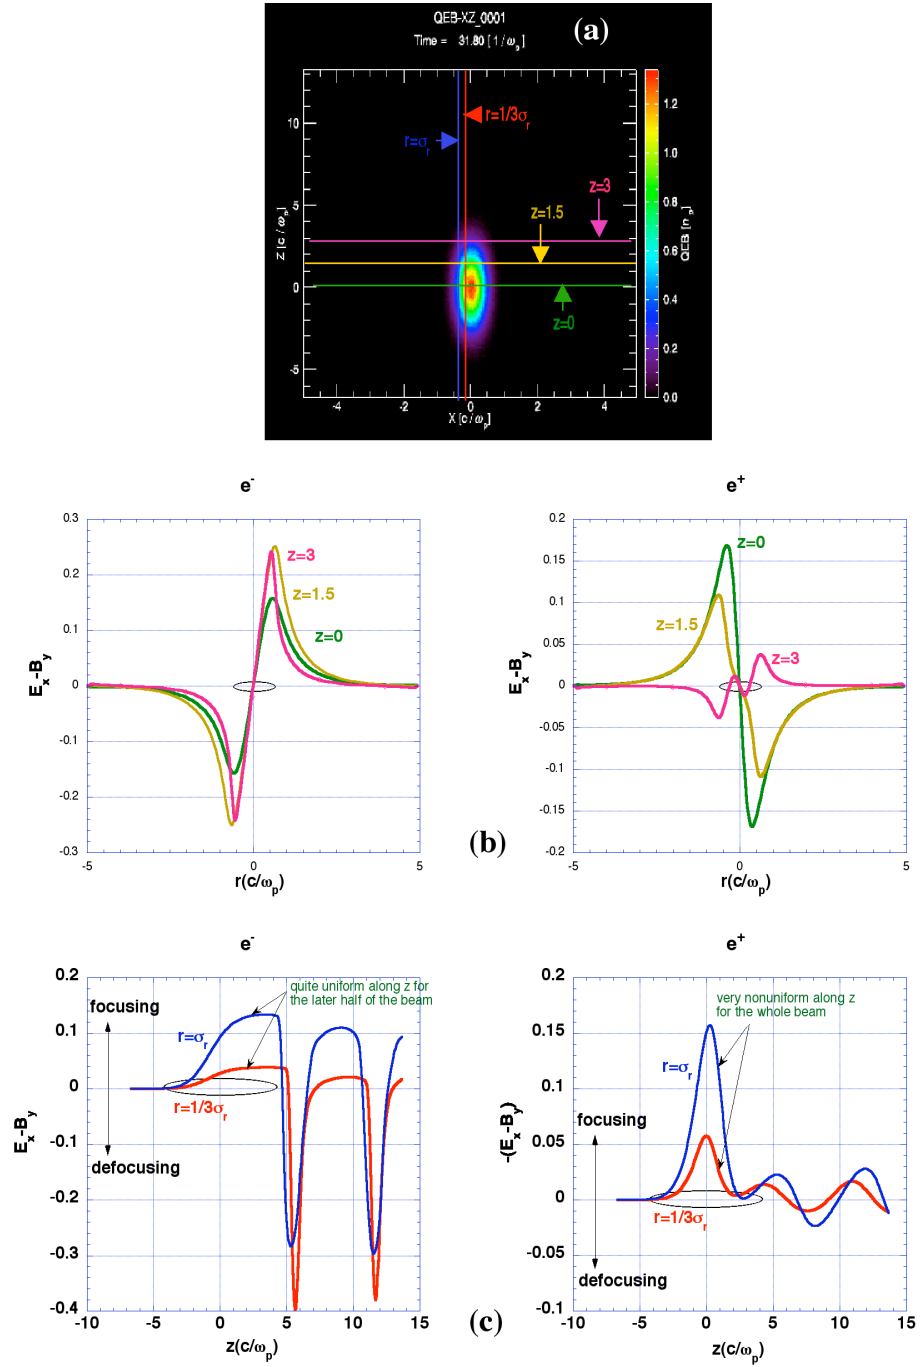 QEB-XZ_0001
(a)
Time = 31.80 [ 1 / ω_p ]
r=1/3σ_r
r=σ_r
z=3
z=1.5
z=0
Z [ c / ω_p ]
10
5
0
-5
-4
-2
0
2
4
X [ c / ω_p ]
1.2
1.0
0.8
0.6
0.4
0.2
0.0
QEB [n_p]
e⁻
0.3
0.2
0.1
0
-0.1
-0.2
-0.3
E_x-B_y
z=3
z=1.5
z=0
-5
0
5
r(c/ω_p)
(b)
e⁺
0.2
0.15
0.1
0.05
0
-0.05
-0.1
-0.15
-0.2
E_x-B_y
z=0
z=1.5
z=3
-5
0
5
r(c/ω_p)
e⁻
0.2
0.1
0
-0.1
-0.2
-0.3
-0.4
E_x-B_y
focusing
defocusing
quite uniform along z for
the later half of the beam
r=σ_r
r=1/3σ_r
-10
-5
0
5
10
15
z(c/ω_p)
(c)
e⁺
0.2
0.15
0.1
0.05
0
-0.05
-0.1
-(E_x-B_y)
focusing
defocusing
very nonuniform along z
for the whole beam
r=σ_r
r=1/3σ_r
-10
-5
0
5
10
15
z(c/ω_p)